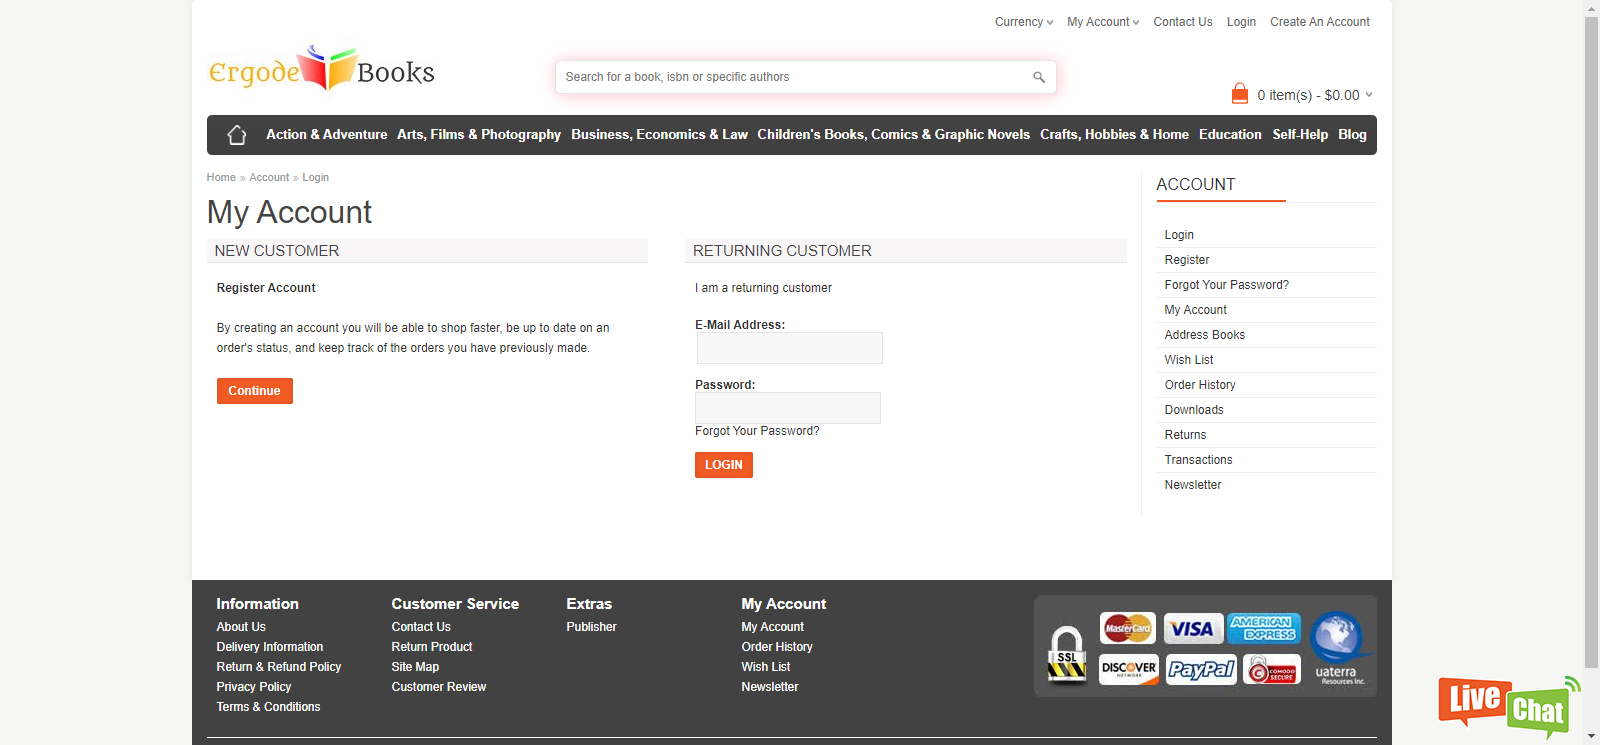 Currency My Account Contact Us Login Create An Account
Ergode Books
Search for a book, isbn or specific authors
0 item(s) - $0.00
Action & Adventure Arts, Films & Photography Business, Economics & Law Children's Books, Comics & Graphic Novels Crafts, Hobbies & Home Education Self-Help Blog
Home » Account » Login
My Account
NEW CUSTOMER
Register Account
By creating an account you will be able to shop faster, be up to date on an
order's status, and keep track of the orders you have previously made.
Continue
RETURNING CUSTOMER
I am a returning customer
E-Mail Address:
Password:
Forgot Your Password?
LOGIN
ACCOUNT
Login
Register
Forgot Your Password?
My Account
Address Books
Wish List
Order History
Downloads
Returns
Transactions
Newsletter
Information
About Us
Delivery Information
Return & Refund Policy
Privacy Policy
Terms & Conditions
Customer Service
Contact Us
Return Product
Site Map
Customer Review
Extras
Publisher
My Account
My Account
Order History
Wish List
Newsletter
SSL
MasterCard
VISA
AMERICAN EXPRESS
DISCOVER
NETWORK
PayPal
COMODO
SECURE
uaterra
Resources Inc.
Live Chat